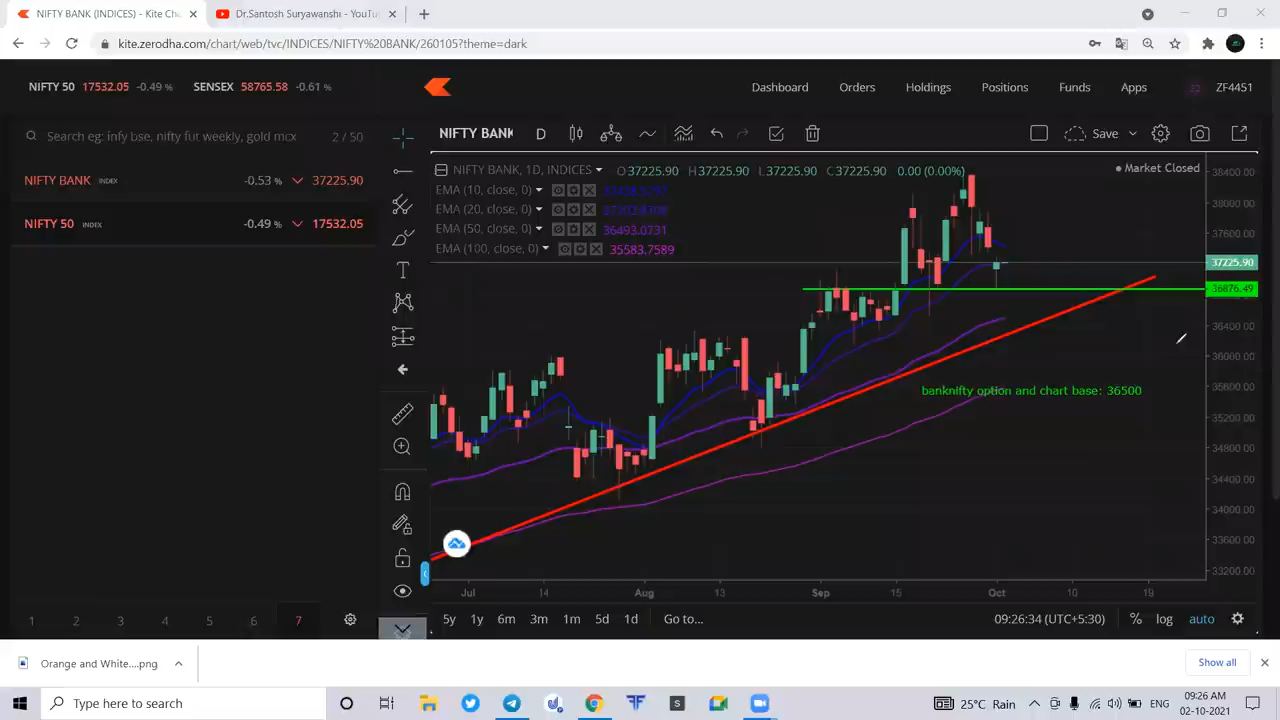 NIFTY BANK (INDICES) - Kite Cha
Dr.Santosh Suryawanshi - YouTu
kite.zerodha.com/chart/web/tvc/INDICES/NIFTY%20BANK/260105?theme=dark
NIFTY 50 17532.05 -0.49 % SENSEX 58765.58 -0.61 %
Dashboard Orders Holdings Positions Funds Apps ZF4451
Search eg: infy bse, nifty fut weekly, gold mcx 2 / 50
NIFTY BANK D Save
NIFTY BANK INDEX -0.53 % 37225.90
NIFTY 50 INDEX -0.49 % 17532.05
NIFTY BANK, 1D, INDICES O37225.90 H37225.90 L37225.90 C37225.90 0.00 (0.00%)
Market Closed
EMA (10, close, 0)
EMA (20, close, 0)
EMA (50, close, 0) 36493.0731
EMA (100, close, 0) 35583.7589
38400.00
38000.00
37600.00
37225.90
36876.49
36400.00
36000.00
35600.00
35200.00
34800.00
34400.00
34000.00
33600.00
33200.00
banknifty option and chart base: 36500
Jul 14 Aug 13 Sep 15 Oct 10 19
1 2 3 4 5 6 7
5y 1y 6m 3m 1m 5d 1d Go to... 09:26:34 (UTC+5:30) % log auto
Orange and White....png
Show all
Type here to search
25°C Rain
ENG
09:26 AM
02-10-2021